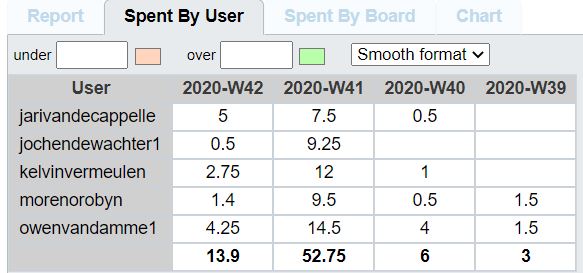 Report Spent By User Spent By Board Chart
under over Smooth format
User 2020-W42 2020-W41 2020-W40 2020-W39
jarivandecappelle 5 7.5 0.5
jochendewachter1 0.5 9.25
kelvinvermeulen 2.75 12 1
morenorobyn 1.4 9.5 0.5 1.5
owenvandamme1 4.25 14.5 4 1.5
13.9 52.75 6 3